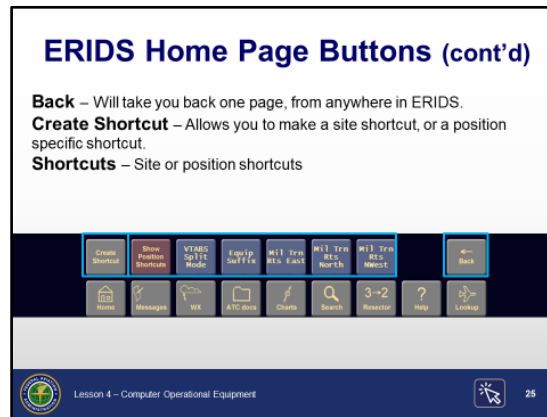 ERIDS Home Page Buttons (cont'd)
Back – Will take you back one page, from anywhere in ERIDS.
Create Shortcut – Allows you to make a site shortcut, or a position
specific shortcut.
Shortcuts – Site or position shortcuts
Create
Shortcut
Show
Position
Shortcuts
VTABS
Split
Mode
Equip
Suffix
Mil Trn
Rts East
Mil Trn
Rts
North
Mil Trn
Rts
NWest
Back
Home
Messages
WX
ATC docs
Charts
Search
3→2
Resector
?
Help
Lookup
FEDERAL AVIATION
ADMINISTRATION
Lesson 4 – Computer Operational Equipment
25